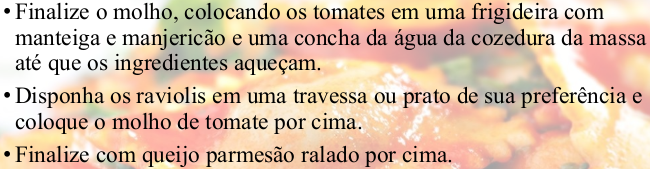 • Finalize o molho, colocando os tomates em uma frigideira com
manteiga e manjericão e uma concha da água da cozedura da massa
até que os ingredientes aqueçam.
• Disponha os raviolis em uma travessa ou prato de sua preferência e
coloque o molho de tomate por cima.
• Finalize com queijo parmesão ralado por cima.